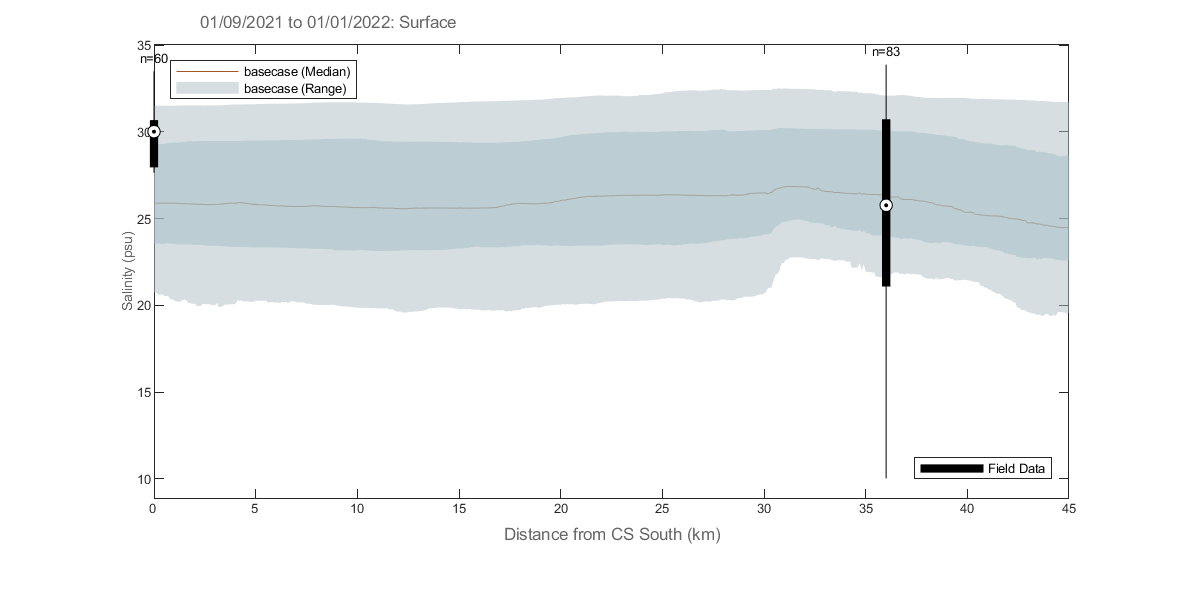 01/09/2021 to 01/01/2022: Surface
35
n=60
n=83
basecase (Median)
basecase (Range)
30
25
Salinity (psu)
20
15
10
Field Data
0 5 10 15 20 25 30 35 40 45
Distance from CS South (km)